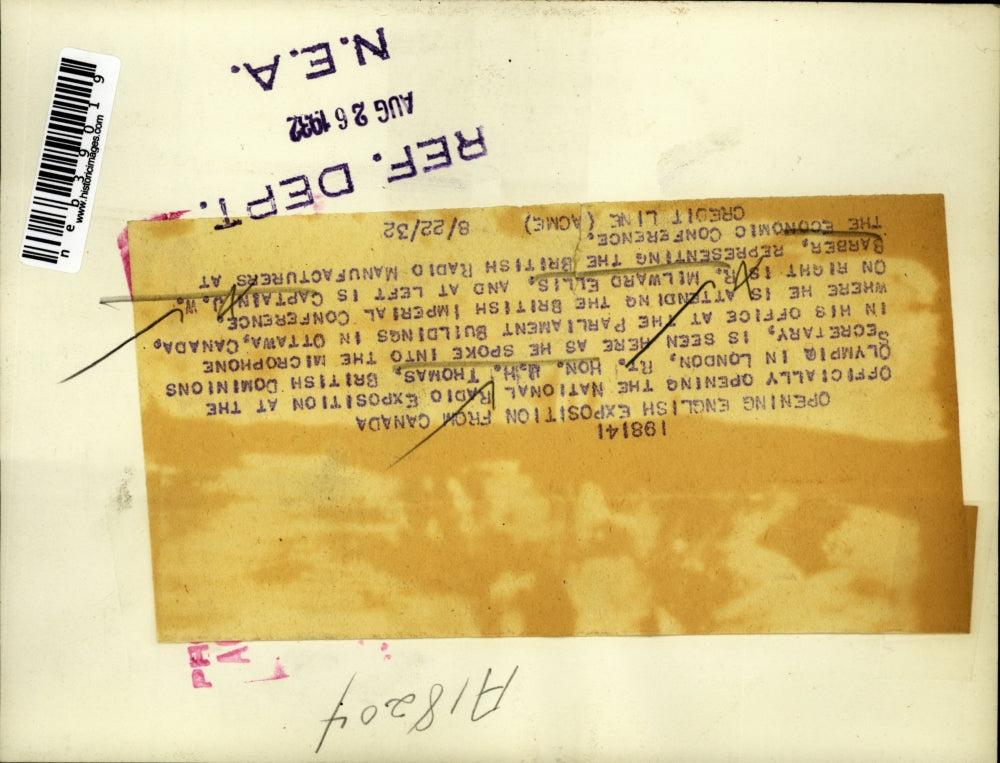 A18204
198141
OPENING ENGLISH EXPOSITION FROM CANADA
OFFICIALLY OPENING THE NATIONAL RADIO EXPOSITION AT THE
OLYMPIA IN LONDON, RT. HON. J.H. THOMAS, BRITISH DOMINIONS
SECRETARY, IS SEEN HERE AS HE SPOKE INTO THE MICROPHONE
IN HIS OFFICE AT THE PARLIAMENT BUILDINGS IN OTTAWA, CANADA,
WHERE HE IS ATTENDING THE BRITISH IMPERIAL CONFERENCE.
ON RIGHT IS R. MILWARD ELLIS, AND AT LEFT IS CAPTAIN J. W.
BARBER, REPRESENTING THE BRITISH RADIO MANUFACTURERS AT
THE ECONOMIC CONFERENCE.
CREDIT LINE (ACME) 8/22/32
REF. DEPT.
AUG 26 1932
N.E.A.
neb39019
www.historicimages.com